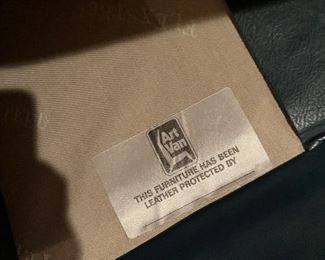 Art
Van
THIS FURNITURE HAS BEEN
LEATHER PROTECTED BY